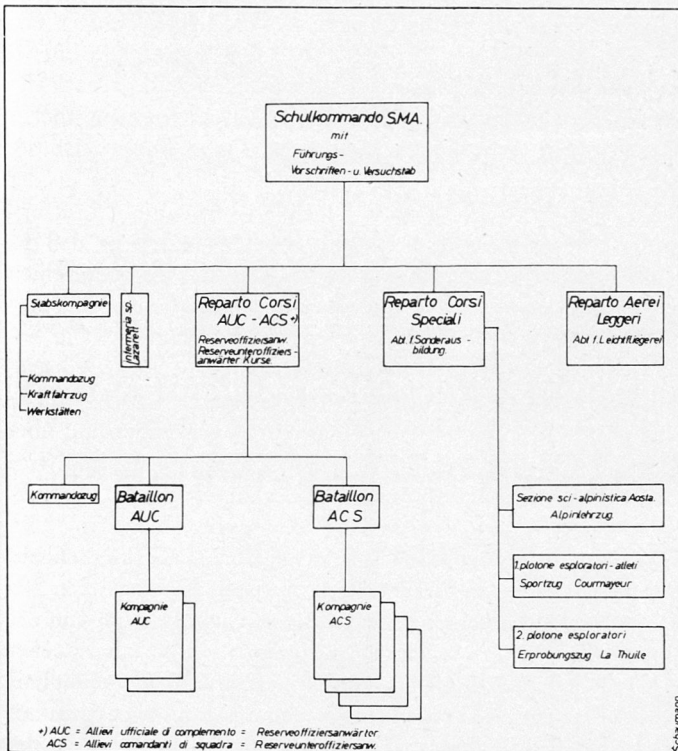 Schulkommando S.M.A.
mit
Führungs-
Vorschriften- u. Versuchstab
Stabskompagnie
Kommandozug
Kraftfahrzug
Werkstätten
Infermeria sp.
Lazarett
Reparto Corsi
AUC - ACS +)
Reserveoffiziersanw.
Reserveunteroffiziers-
anwärter Kurse.
Reparto Corsi
Speciali
Abt. f. Sonderaus-
bildung.
Reparto Aerei
Leggeri
Abt f. Leichtfliegerei
Kommandozug
Bataillon
AUC
Bataillon
ACS
Kompagnie
AUC
Kompagnie
ACS
Sezione sci-alpinistica Aosta.
Alpinlehrzug.
1.plotone esploratori-atleti
Sportzug Courmayeur
2. plotone esploratori
Erprobungszug La Thuile
+) AUC = Allievi ufficiale di complemento = Reserveoffiziersanwärter
ACS = Allievi comandanti di squadra = Reserveunteroffiziersanw.
Schaumann